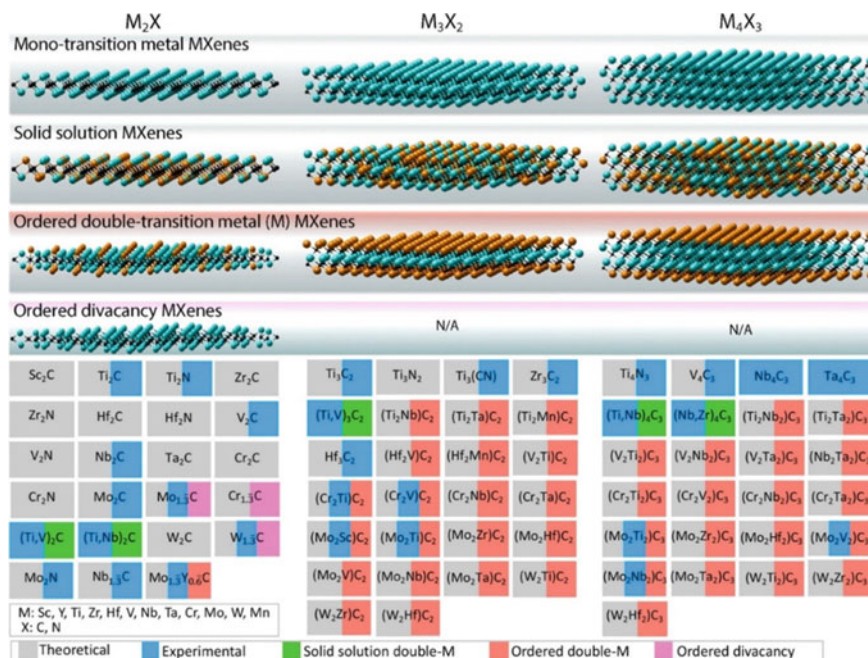 M₂X M₃X₂ M₄X₃
Mono-transition metal MXenes
Solid solution MXenes
Ordered double-transition metal (M) MXenes
Ordered divacancy MXenes
N/A N/A
Sc₂C Ti₂C Ti₂N Zr₂C Ti₃C₂ Ti₃N₂ Ti₃(CN) Zr₃C₂ Ti₄N₃ V₄C₃ Nb₄C₃ Ta₄C₃
Zr₂N Hf₂C Hf₂N V₂C (Ti,V)₃C₂ (Ti₂Nb)C₂ (Ti₂Ta)C₂ (Ti₂Mn)C₂ (Ti,Nb)₄C₃ (Nb,Zr)₄C₃ (Ti₂Nb₂)C₃ (Ti₂Ta₂)C₃
V₂N Nb₂C Ta₂C Cr₂C Hf₃C₂ (Hf₂V)C₂ (Hf₂Mn)C₂ (V₂Ti)C₂ (V₂Ti₂)C₃ (V₂Nb₂)C₃ (V₂Ta₂)C₃ (Nb₂Ta₂)C₃
Cr₂N Mo₂C Mo₁.₃C Cr₁.₃C (Cr₂Ti)C₂ (Cr₂V)C₂ (Cr₂Nb)C₂ (Cr₂Ta)C₂ (Cr₂Ti₂)C₃ (Cr₂V₂)C₃ (Cr₂Nb₂)C₃ (Cr₂Ta₂)C₃
(Ti,V)₂C (Ti,Nb)₂C W₂C W₁.₃C (Mo₂Sc)C₂ (Mo₂Ti)C₂ (Mo₂Zr)C₂ (Mo₂Hf)C₂ (Mo₂Ti₂)C₃ (Mo₂Zr₂)C₃ (Mo₂Hf₂)C₃ (Mo₂V₂)C₃
Mo₂N Nb₁.₃C Mo₁.₃Y₀.₆C (Mo₂V)C₂ (Mo₂Nb)C₂ (Mo₂Ta)C₂ (W₂Ti)C₂ (Mo₂Nb₂)C₃ (Mo₂Ta₂)C₃ (W₂Ti₂)C₃ (W₂Zr₂)C₃
(W₂Zr)C₂ (W₂Hf)C₂ (W₂Hf₂)C₃
M: Sc, Y, Ti, Zr, Hf, V, Nb, Ta, Cr, Mo, W, Mn
X: C, N
Theoretical Experimental Solid solution double-M Ordered double-M Ordered divacancy